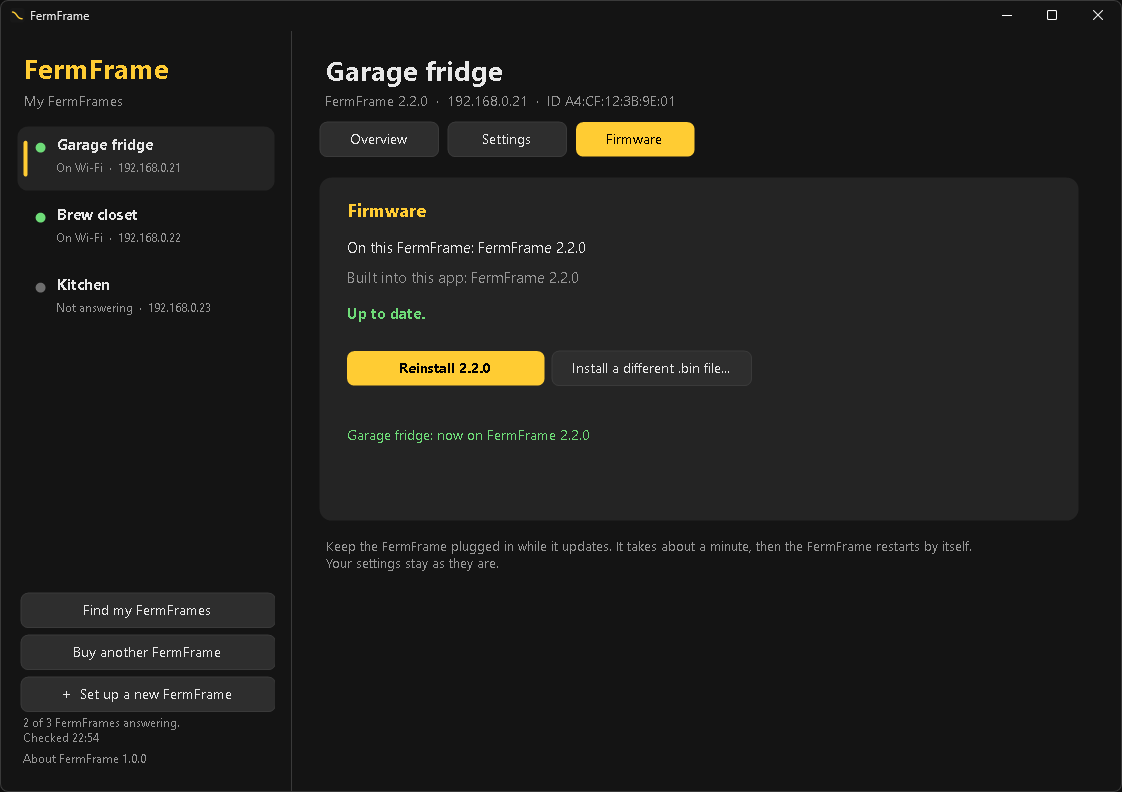 FermFrame
FermFrame
My FermFrames
Garage fridge
On Wi-Fi · 192.168.0.21
Brew closet
On Wi-Fi · 192.168.0.22
Kitchen
Not answering · 192.168.0.23
Find my FermFrames
Buy another FermFrame
+ Set up a new FermFrame
2 of 3 FermFrames answering.
Checked 22:54
About FermFrame 1.0.0
Garage fridge
FermFrame 2.2.0 · 192.168.0.21 · ID A4:CF:12:3B:9E:01
Overview Settings Firmware
Firmware
On this FermFrame: FermFrame 2.2.0
Built into this app: FermFrame 2.2.0
Up to date.
Reinstall 2.2.0 Install a different .bin file...
Garage fridge: now on FermFrame 2.2.0
Keep the FermFrame plugged in while it updates. It takes about a minute, then the FermFrame restarts by itself.
Your settings stay as they are.